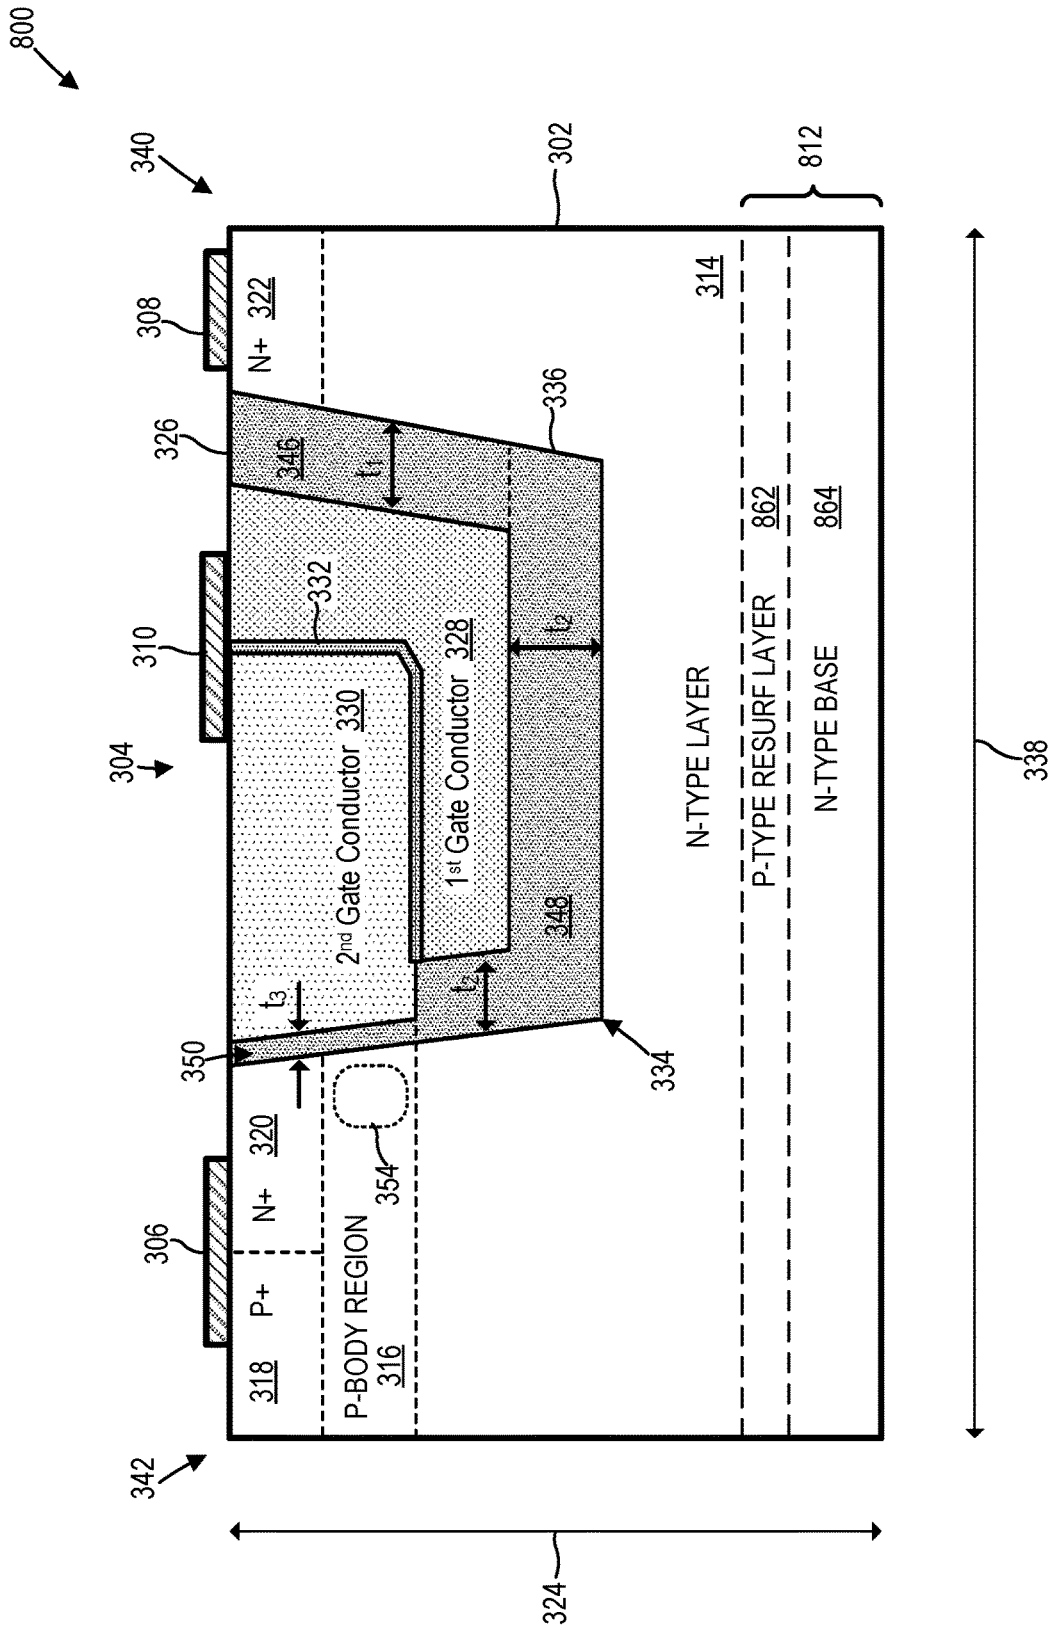 800
304
342
310
340
306
308
326
350
318
P+
N+
320
t3
346
N+
322
332
P-BODY REGION
316
354
2nd Gate Conductor 330
t1
t2
1st Gate Conductor 328
324
348
t2
336
302
334
N-TYPE LAYER
314
P-TYPE RESURF LAYER
862
812
N-TYPE BASE
864
338